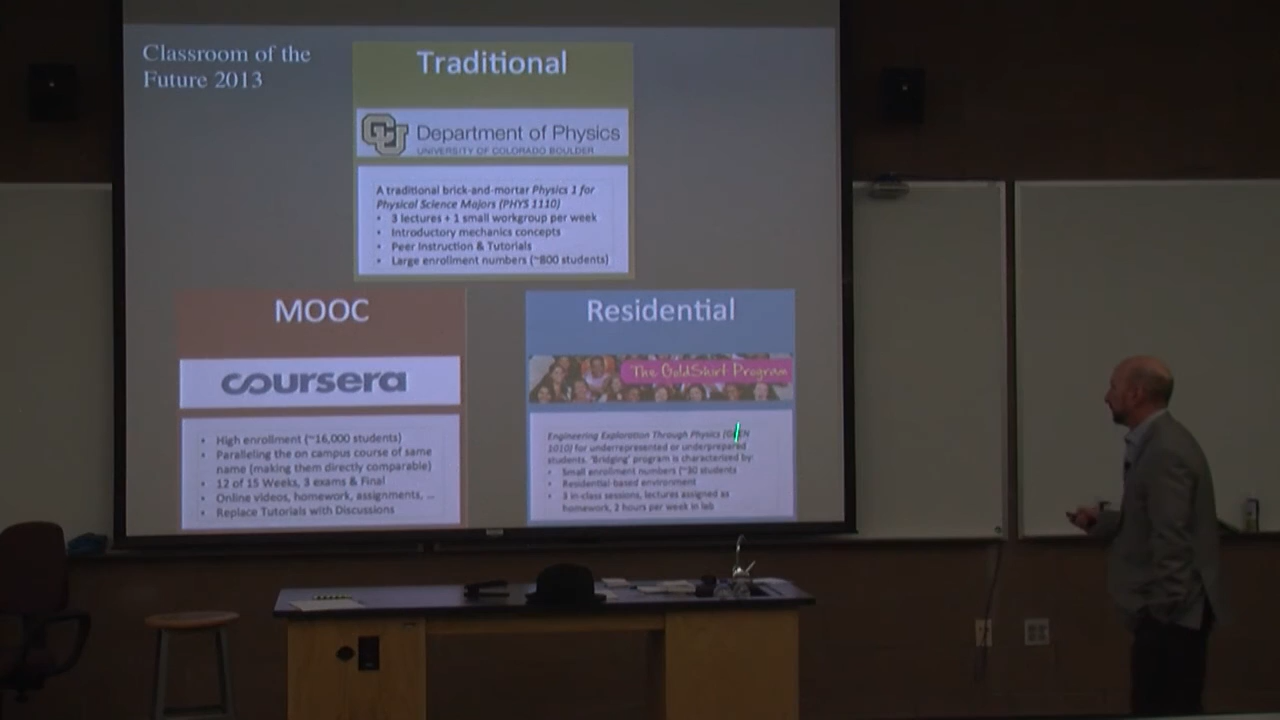 Classroom of the
Future 2013
Traditional
CU
Department of Physics
UNIVERSITY OF COLORADO BOULDER
A traditional brick-and-mortar Physics 1 for
Physical Science Majors (PHYS 1110)
• 3 lectures + 1 small workgroup per week
• Introductory mechanics concepts
• Peer Instruction & Tutorials
• Large enrollment numbers (~800 students)
MOOC
coursera
• High enrollment (~16,000 students)
• Paralleling the on campus course of same
name (making them directly comparable)
• 12 of 15 Weeks, 3 exams & Final
• Online videos, homework, assignments, ...
• Replace Tutorials with Discussions
Residential
The GoldShirt Program
Engineering Exploration Through Physics
2010) for underrepresented or underprepared
students. 'Bridging' program is characterized by:
• Small enrollment numbers (~30 students
• Residential-based environment
• 3 in-class sessions, lectures assigned as
homework, 2 hours per week in lab